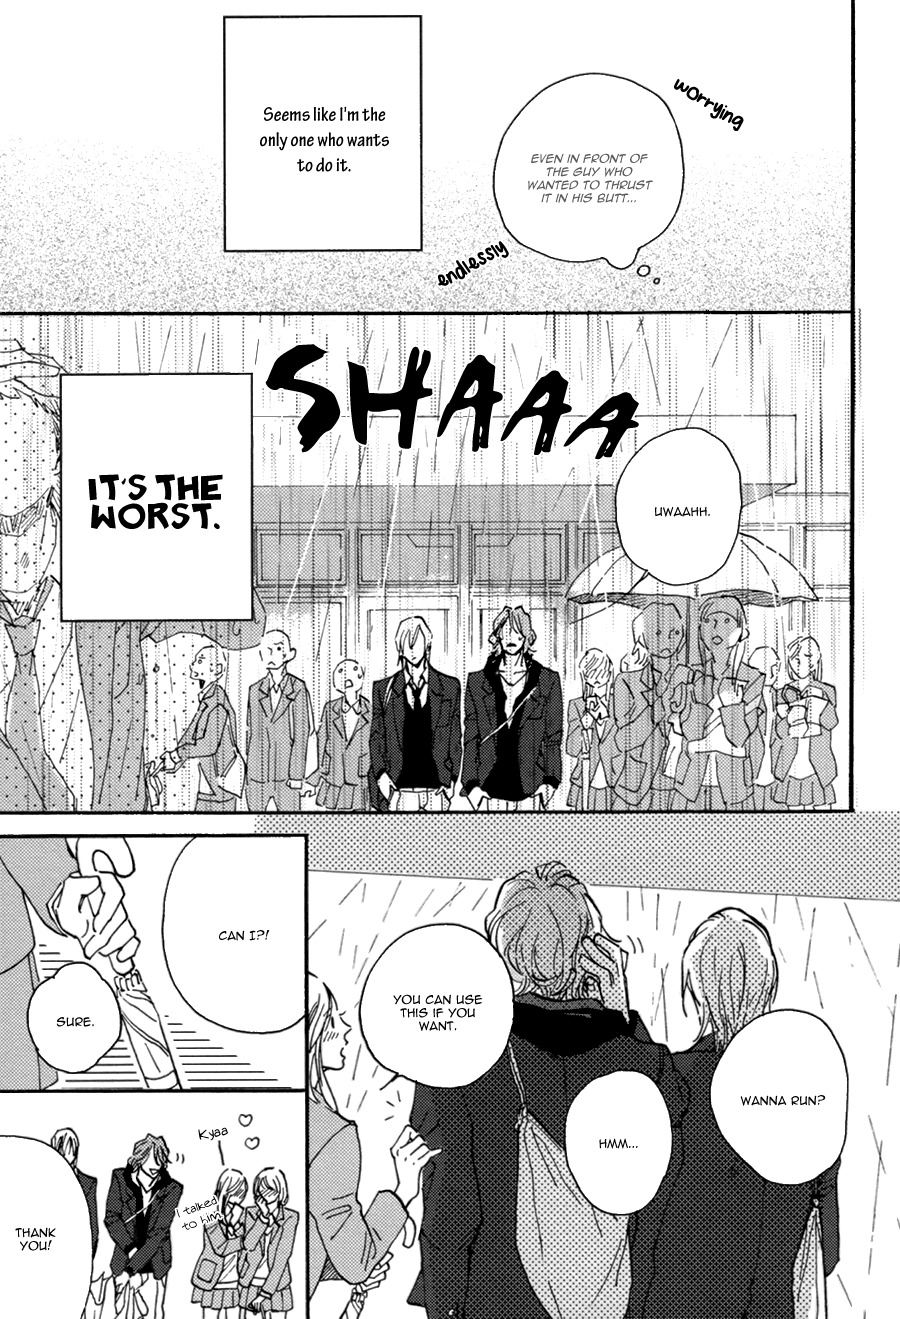 worrying
EVEN IN FRONT OF
THE GUY WHO
WANTED TO THRUST
IT IN HIS BUTT...
endlessly
Seems like I'm the
only one who wants
to do it.
SHAAA
UWAAHH.
IT'S THE
WORST.
WANNA RUN?
HMM...
YOU CAN USE
THIS IF YOU
WANT.
CAN I?!
SURE.
Kyaa
I talked
to him
THANK
YOU!